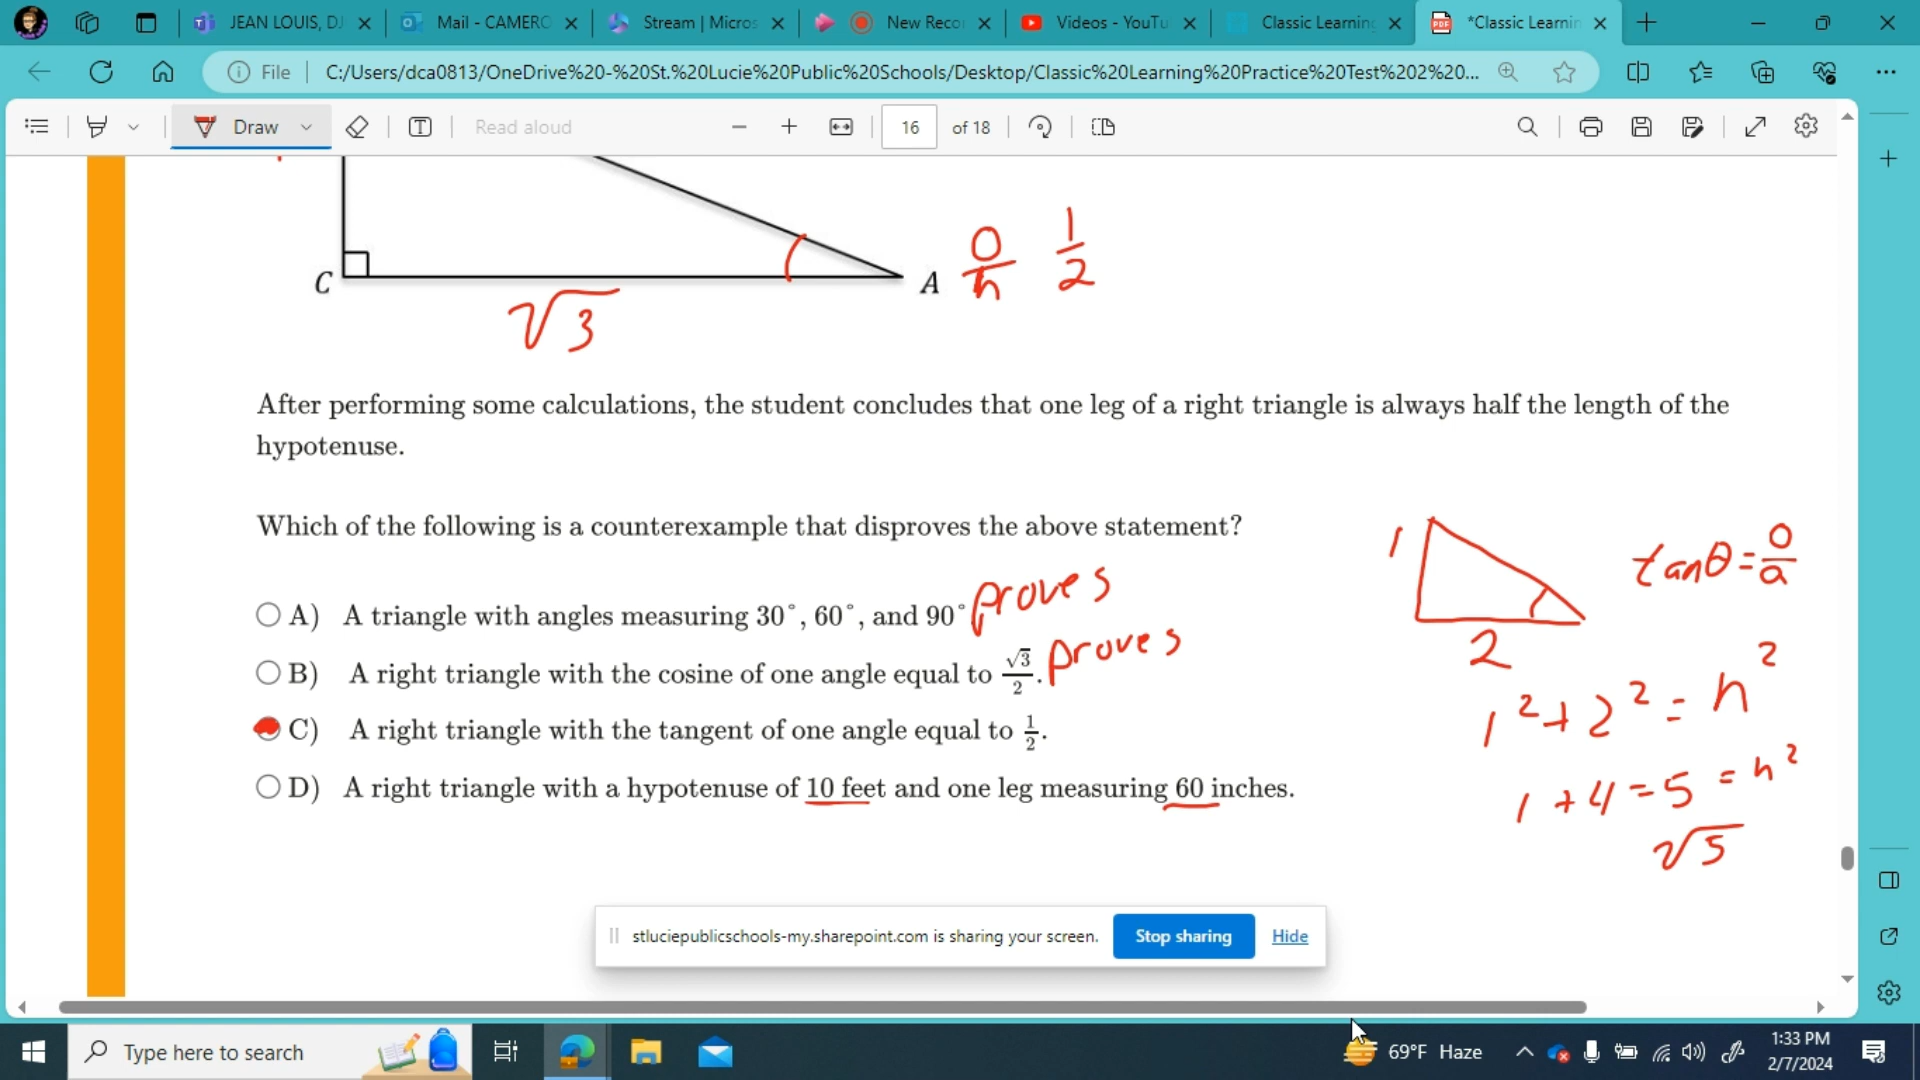 JEAN LOUIS, DJ
Mail - CAMERO
Stream | Micros
New Reco
Videos - YouTu
Classic Learning
*Classic Learnin
File
C:/Users/dca0813/OneDrive%20-%20St.%20Lucie%20Public%20Schools/Desktop/Classic%20Learning%20Practice%20Test%202%20...
Draw
Read aloud
16
of 18
C
A
o/h
1/2
√3
After performing some calculations, the student concludes that one leg of a right triangle is always half the length of the
hypotenuse.
Which of the following is a counterexample that disproves the above statement?
A) A triangle with angles measuring 30°, 60°, and 90°. proves
B) A right triangle with the cosine of one angle equal to √3/2. proves
C) A right triangle with the tangent of one angle equal to 1/2.
D) A right triangle with a hypotenuse of 10 feet and one leg measuring 60 inches.
1
2
tanθ = o/a
1² + 2² = h²
1 + 4 = 5 = h²
√5
stluciepublicschools-my.sharepoint.com is sharing your screen.
Stop sharing
Hide
Type here to search
69°F Haze
1:33 PM
2/7/2024